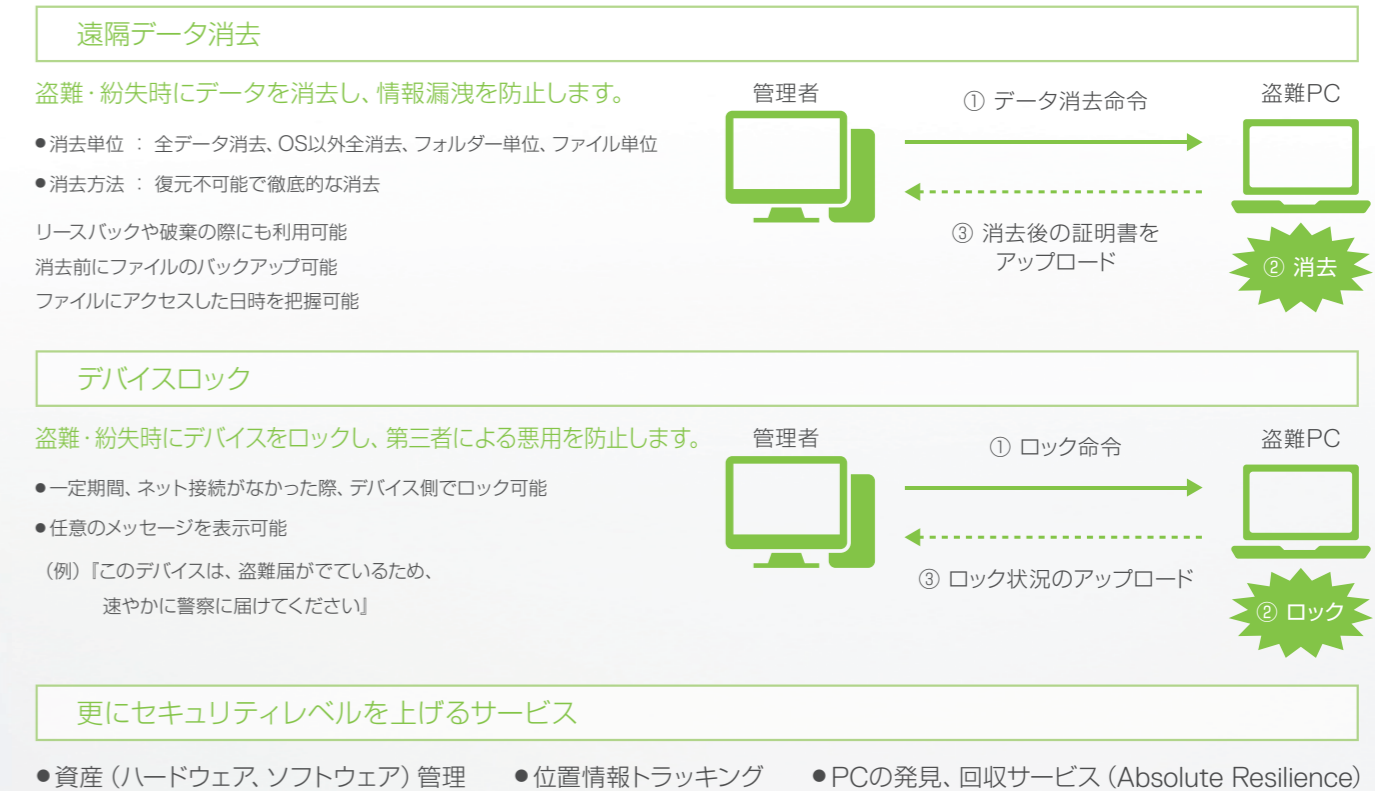 遠隔データ消去
盗難・紛失時にデータを消去し、情報漏洩を防止します。
●消去単位 ： 全データ消去、OS以外全消去、フォルダー単位、ファイル単位
●消去方法 ： 復元不可能で徹底的な消去
リースバックや破棄の際にも利用可能
消去前にファイルのバックアップ可能
ファイルにアクセスした日時を把握可能
管理者
① データ消去命令
盗難PC
③ 消去後の証明書を
アップロード
② 消去
デバイスロック
盗難・紛失時にデバイスをロックし、第三者による悪用を防止します。
●一定期間、ネット接続がなかった際、デバイス側でロック可能
●任意のメッセージを表示可能
（例）『このデバイスは、盗難届がでているため、
速やかに警察に届けてください』
管理者
① ロック命令
盗難PC
③ ロック状況のアップロード
② ロック
更にセキュリティレベルを上げるサービス
●資産（ハードウェア、ソフトウェア）管理 ●位置情報トラッキング ●PCの発見、回収サービス（Absolute Resilience）